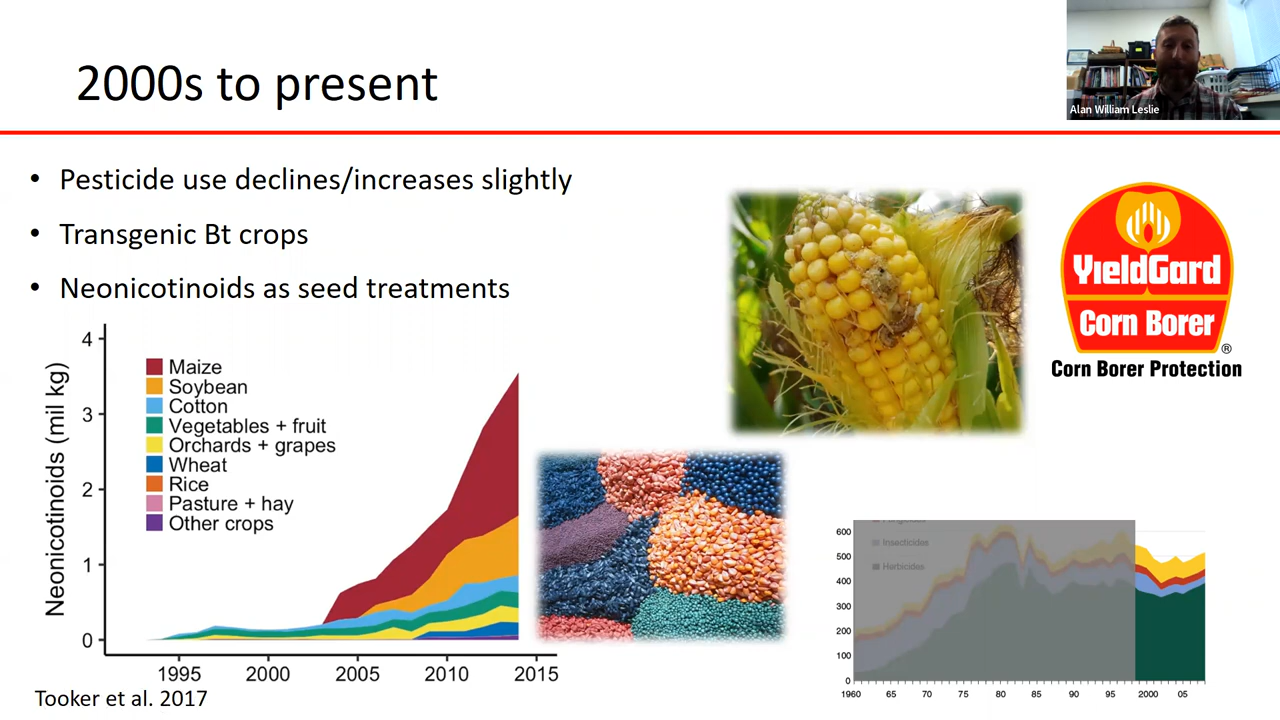 2000s to present
Alan William Leslie
• Pesticide use declines/increases slightly
• Transgenic Bt crops
• Neonicotinoids as seed treatments
YieldGard
Corn Borer
®
Corn Borer Protection
Neonicotinoids (mil kg)
4
3
2
1
0
Maize
Soybean
Cotton
Vegetables + fruit
Orchards + grapes
Wheat
Rice
Pasture + hay
Other crops
1995 2000 2005 2010 2015
Tooker et al. 2017
600
500
400
300
200
100
0
Insecticides
Herbicides
1960 65 70 75 80 85 90 95 2000 05